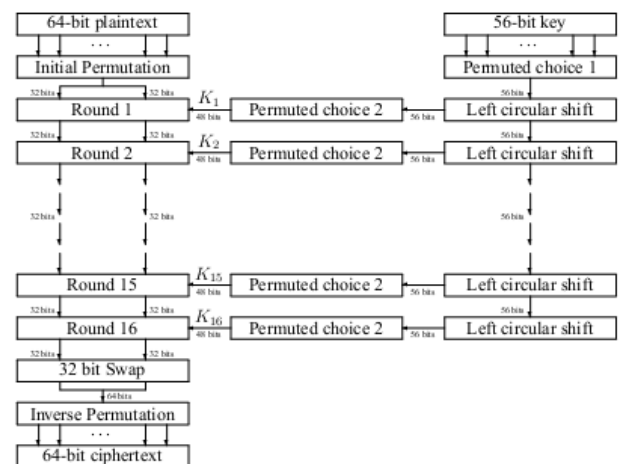 64-bit plaintext 56-bit key
... ...
Initial Permutation Permuted choice 1
32 bits 32 bits K1 56 bits
Round 1 48 bits Permuted choice 2 56 bits Left circular shift
32 bits 32 bits K2 56 bits
Round 2 48 bits Permuted choice 2 56 bits Left circular shift
32 bits 32 bits 56 bits
K15
Round 15 48 bits Permuted choice 2 56 bits Left circular shift
32 bits 32 bits K16 56 bits
Round 16 48 bits Permuted choice 2 56 bits Left circular shift
32 bits 32 bits
32 bit Swap
64 bits
Inverse Permutation
...
64-bit ciphertext